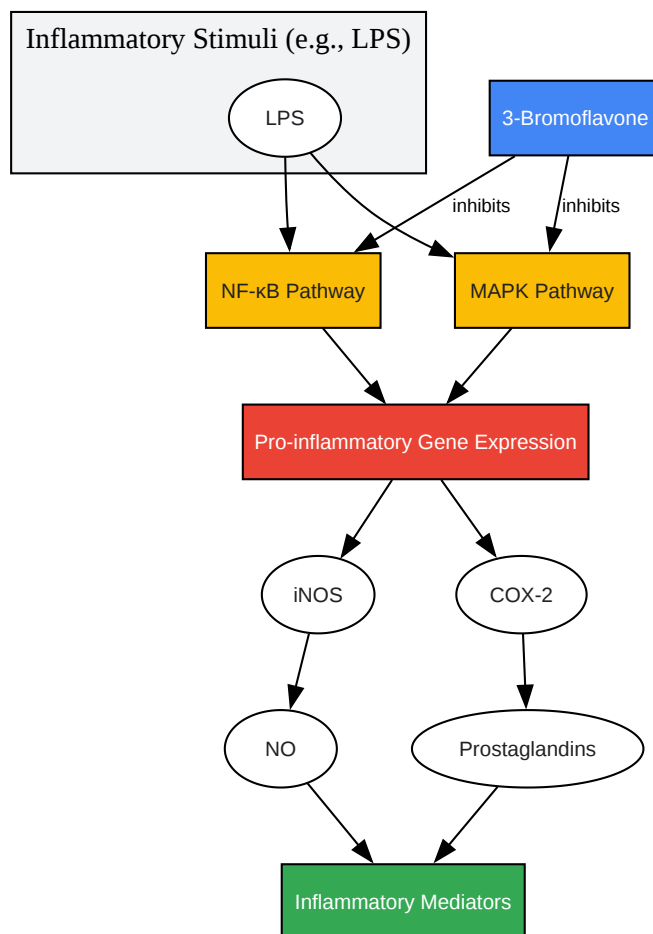 Inflammatory Stimuli (e.g., LPS)
LPS
3-Bromoflavone
inhibits
inhibits
NF-κB Pathway
MAPK Pathway
Pro-inflammatory Gene Expression
iNOS
COX-2
NO
Prostaglandins
Inflammatory Mediators